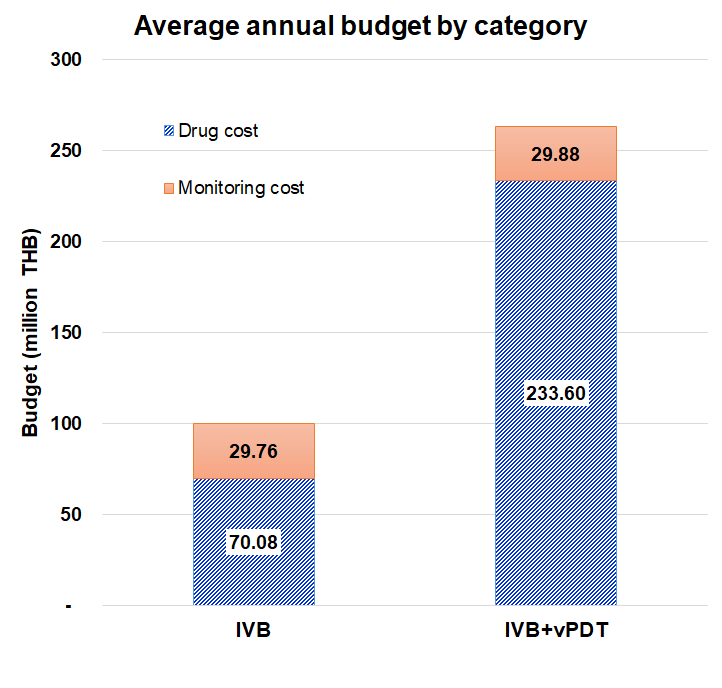 Average annual budget by category
Budget (million THB)
300
250
200
150
100
50
-
Drug cost
Monitoring cost
29.76
70.08
29.88
233.60
IVB
IVB+vPDT